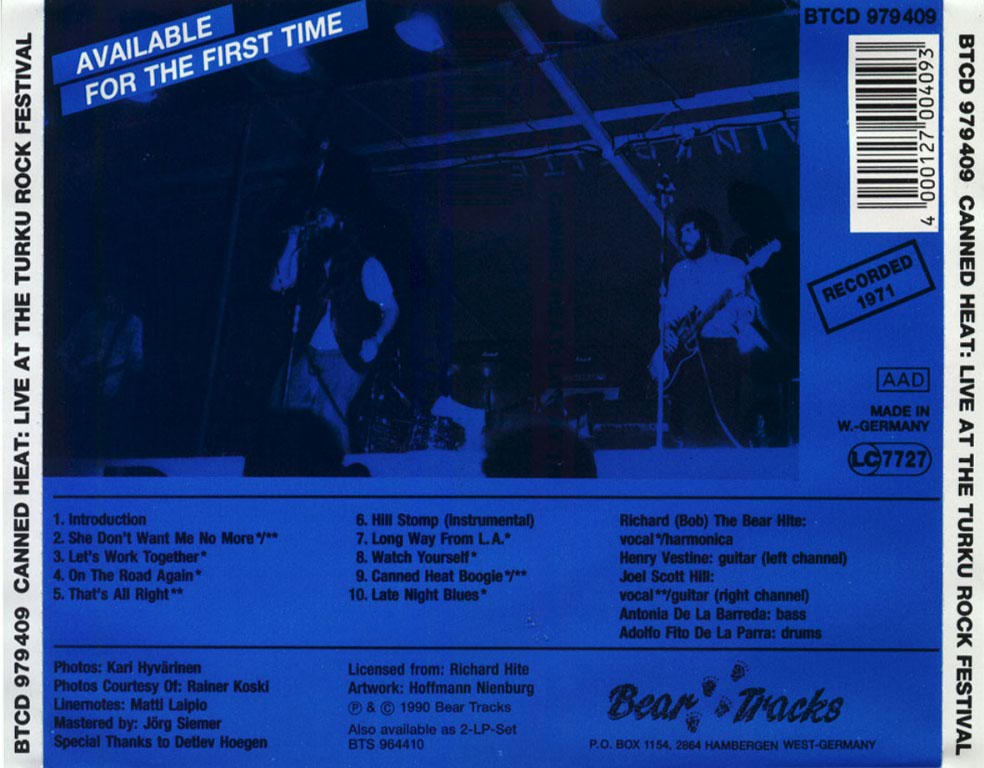 BTCD 979409 CANNED HEAT: LIVE AT THE TURKU ROCK FESTIVAL
AVAILABLE
FOR THE FIRST TIME
BTCD 979409
4 000127 004093
RECORDED
1971
AAD
MADE IN
W.-GERMANY
LC 7727
1. Introduction
2. She Don't Want Me No More*/**
3. Let's Work Together*
4. On The Road Again*
5. That's All Right**
6. Hill Stomp (Instrumental)
7. Long Way From L.A.*
8. Watch Yourself*
9. Canned Heat Boogie*/**
10. Late Night Blues*
Richard (Bob) The Bear Hite:
vocal*/harmonica
Henry Vestine: guitar (left channel)
Joel Scott Hill:
vocal**/guitar (right channel)
Antonia De La Barreda: bass
Adolfo Fito De La Parra: drums
Photos: Kari Hyvärinen
Photos Courtesy Of: Rainer Koski
Linernotes: Matti Laipio
Mastered by: Jörg Siemer
Special Thanks to Detlev Hoegen
Licensed from: Richard Hite
Artwork: Hoffmann Nienburg
Ⓟ & © 1990 Bear Tracks
Also available as 2-LP-Set
BTS 964410
Bear Tracks
P.O. BOX 1154, 2864 HAMBERGEN WEST-GERMANY
BTCD 979409 CANNED HEAT: LIVE AT THE TURKU ROCK FESTIVAL